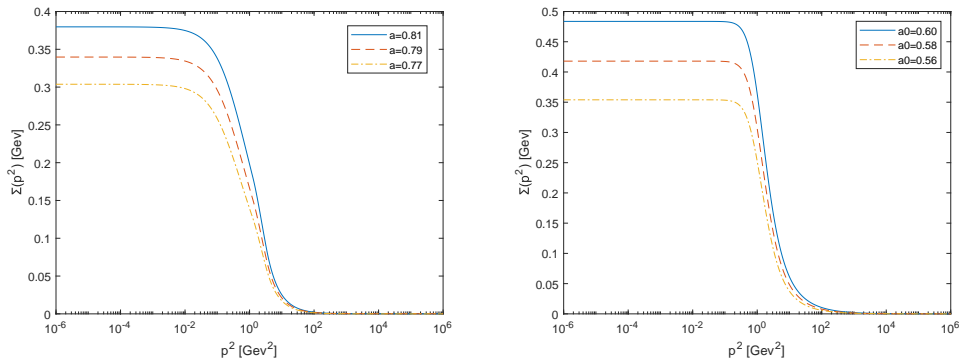 0.4
0.35
0.3
0.25
0.2
0.15
0.1
0.05
0
Σ(p²) [Gev]
a=0.81
a=0.79
a=0.77
10⁻⁶ 10⁻⁴ 10⁻² 10⁰ 10² 10⁴ 10⁶
p² [Gev²]
0.5
0.45
0.4
0.35
0.3
0.25
0.2
0.15
0.1
0.05
0
Σ(p²) [Gev]
a0=0.60
a0=0.58
a0=0.56
10⁻⁶ 10⁻⁴ 10⁻² 10⁰ 10² 10⁴ 10⁶
p² [Gev²]